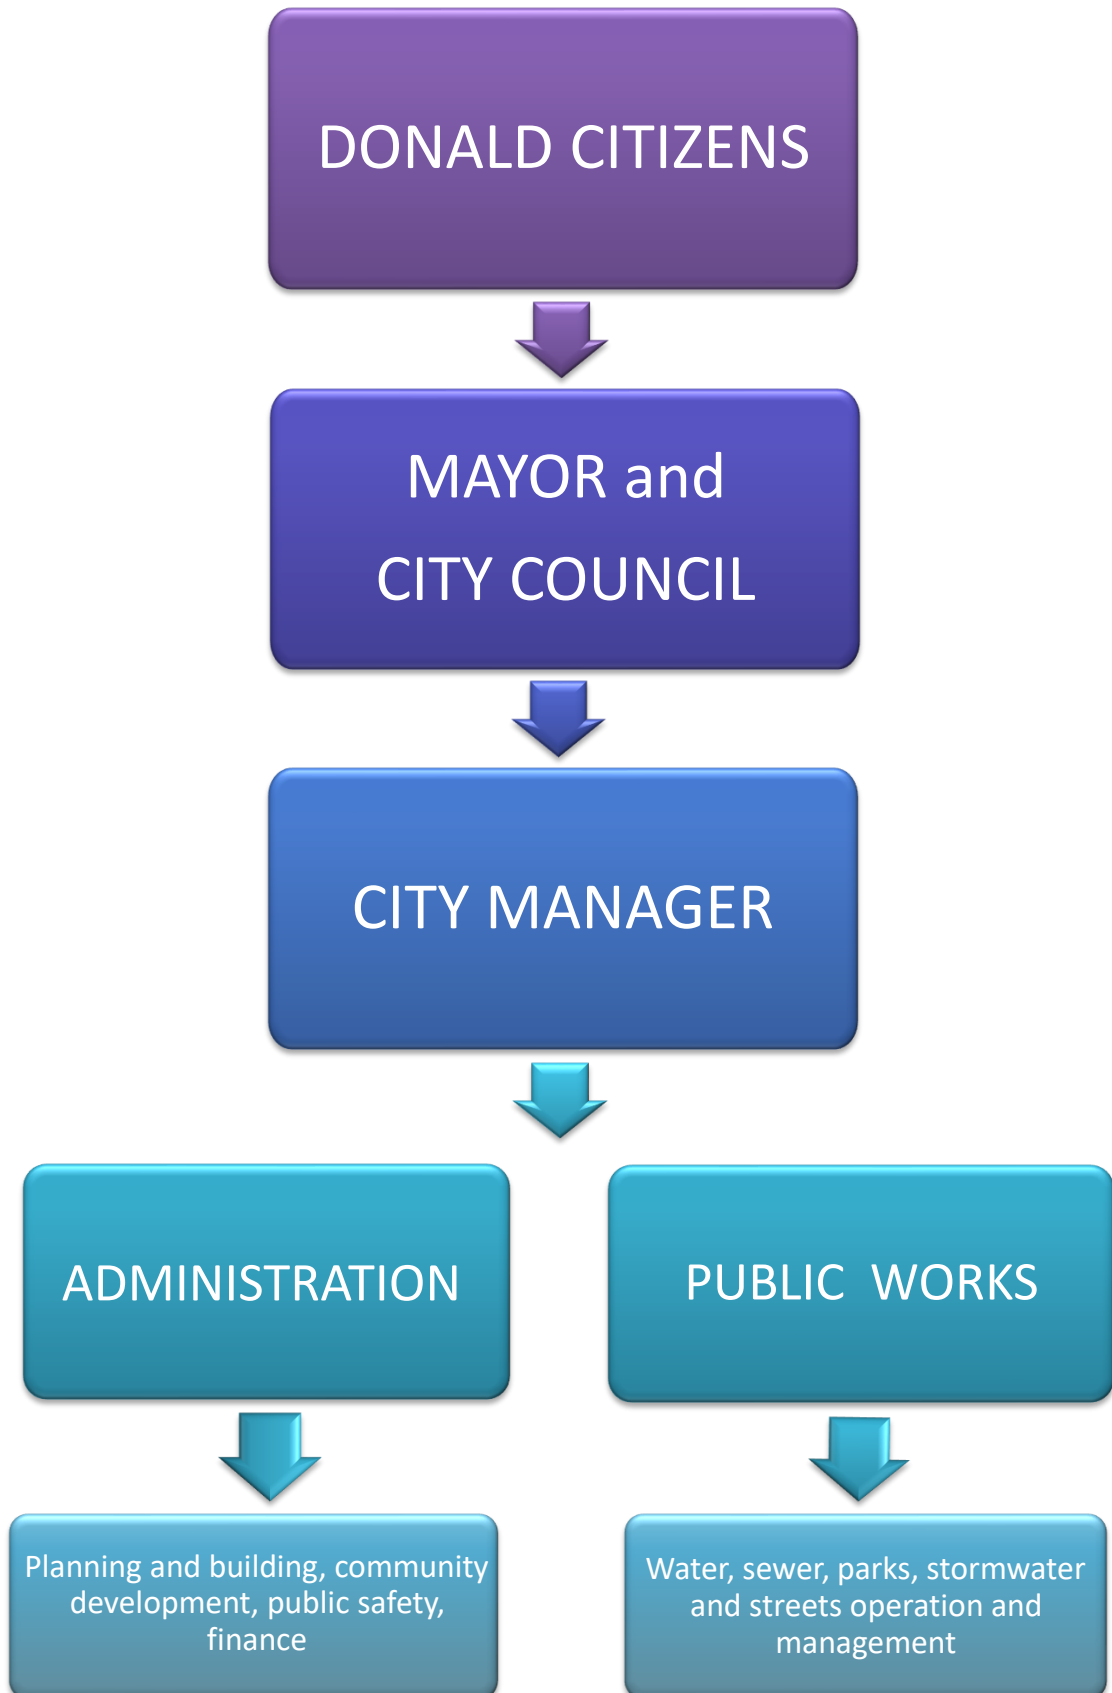 DONALD CITIZENS
MAYOR and
CITY COUNCIL
CITY MANAGER
ADMINISTRATION
PUBLIC  WORKS
Planning and building, community
development, public safety,
finance
Water, sewer, parks, stormwater
and streets operation and
management